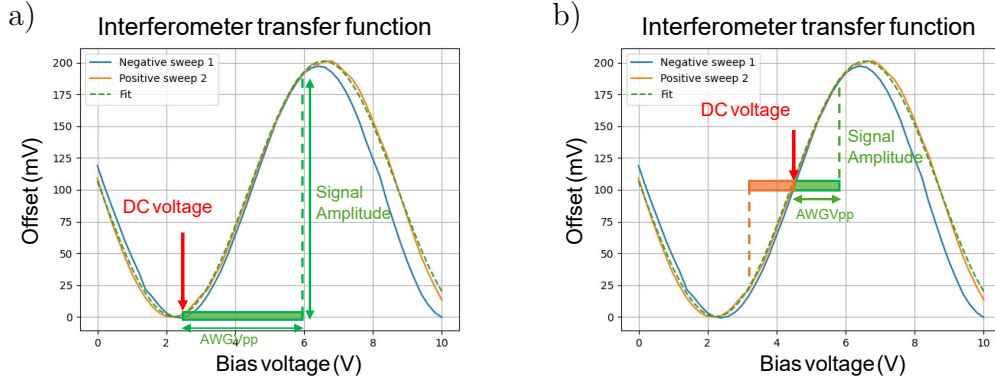 a)
Interferometer transfer function
Negative sweep 1
Positive sweep 2
Fit
DC voltage
Signal
Amplitude
AWGVpp
Offset (mV)
200
175
150
125
100
75
50
25
0
0
2
4
6
8
10
Bias voltage (V)
b)
Interferometer transfer function
Negative sweep 1
Positive sweep 2
Fit
DC voltage
Signal
Amplitude
AWGVpp
Offset (mV)
200
175
150
125
100
75
50
25
0
0
2
4
6
8
10
Bias voltage (V)